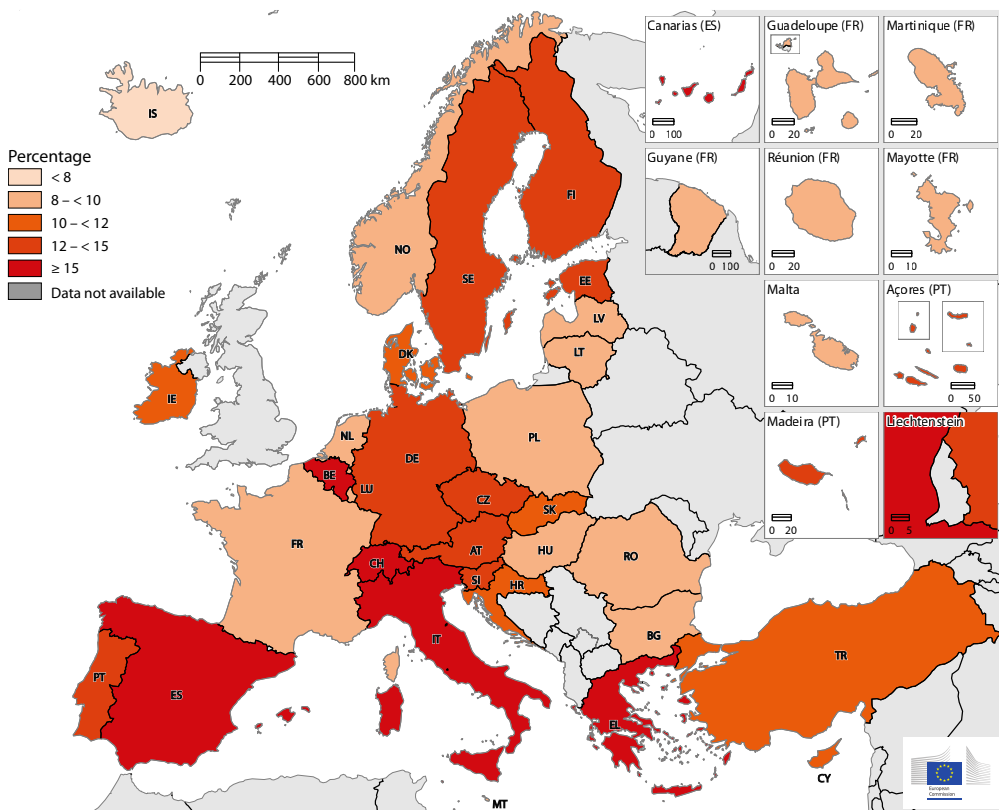 Canarias (ES)
0 100
Guadeloupe (FR)
0 20
Martinique (FR)
0 20
0 200 400 600 800 km
IS
Percentage
< 8
8 – < 10
10 – < 12
12 – < 15
≥ 15
Data not available
Guyane (FR)
0 100
Réunion (FR)
0 20
Mayotte (FR)
0 10
FI
NO
SE
EE
LV
LT
DK
IE
Malta
0 10
Açores (PT)
0 50
NL
PL
DE
BE
LU
CZ
SK
FR
CH
AT
HU
RO
SI
HR
BG
IT
PT
ES
EL
TR
CY
MT
Madeira (PT)
0 20
Liechtenstein
0 5
European
Commission